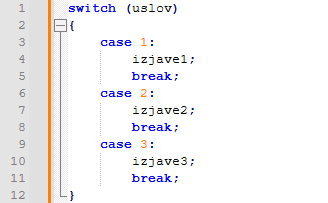 1 switch (uslov)
2 {
3 case 1:
4 izjave1;
5 break;
6 case 2:
7 izjave2;
8 break;
9 case 3:
10 izjave3;
11 break;
12 }